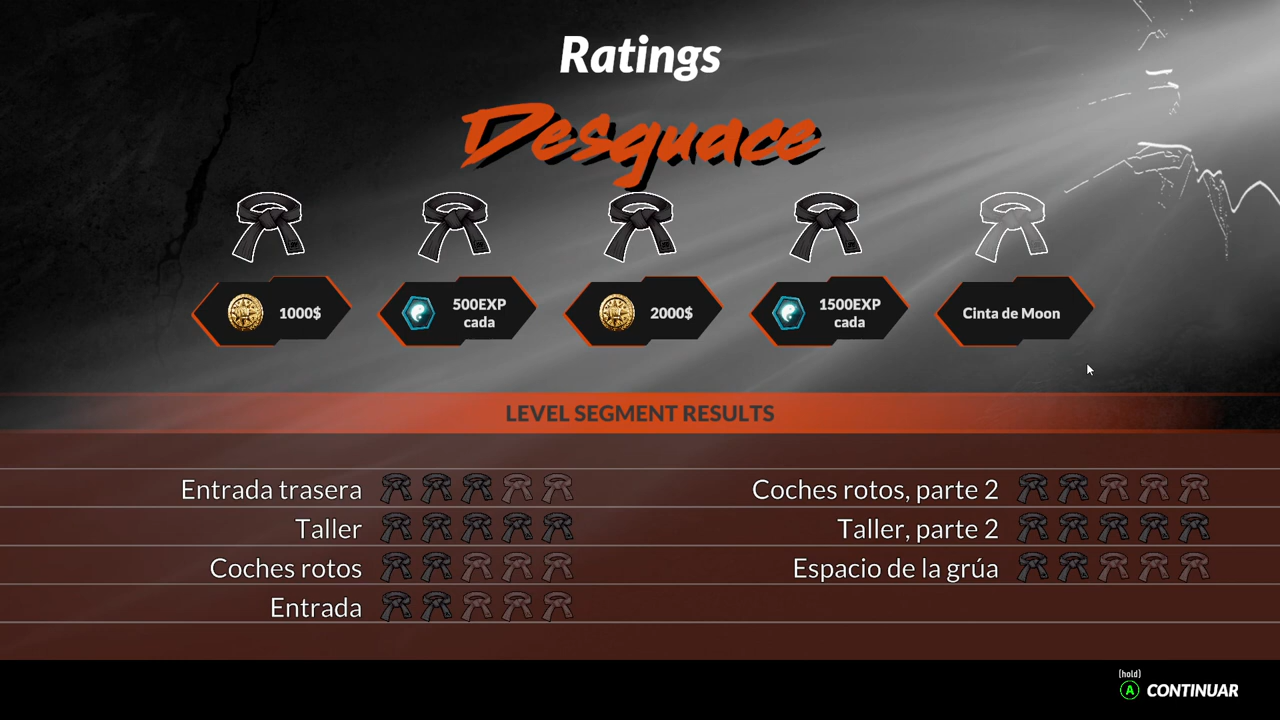 Ratings
Desguace
1000$
500EXP
cada
2000$
1500EXP
cada
Cinta de Moon
LEVEL SEGMENT RESULTS
Entrada trasera
Coches rotos, parte 2
Taller
Taller, parte 2
Coches rotos
Espacio de la grúa
Entrada
(hold)
A CONTINUAR